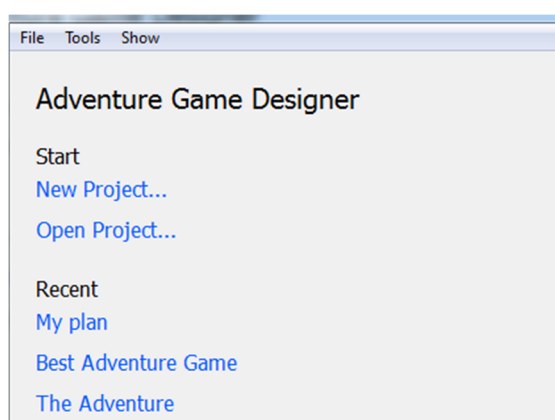 File Tools Show
Adventure Game Designer
Start
New Project...
Open Project...
Recent
My plan
Best Adventure Game
The Adventure